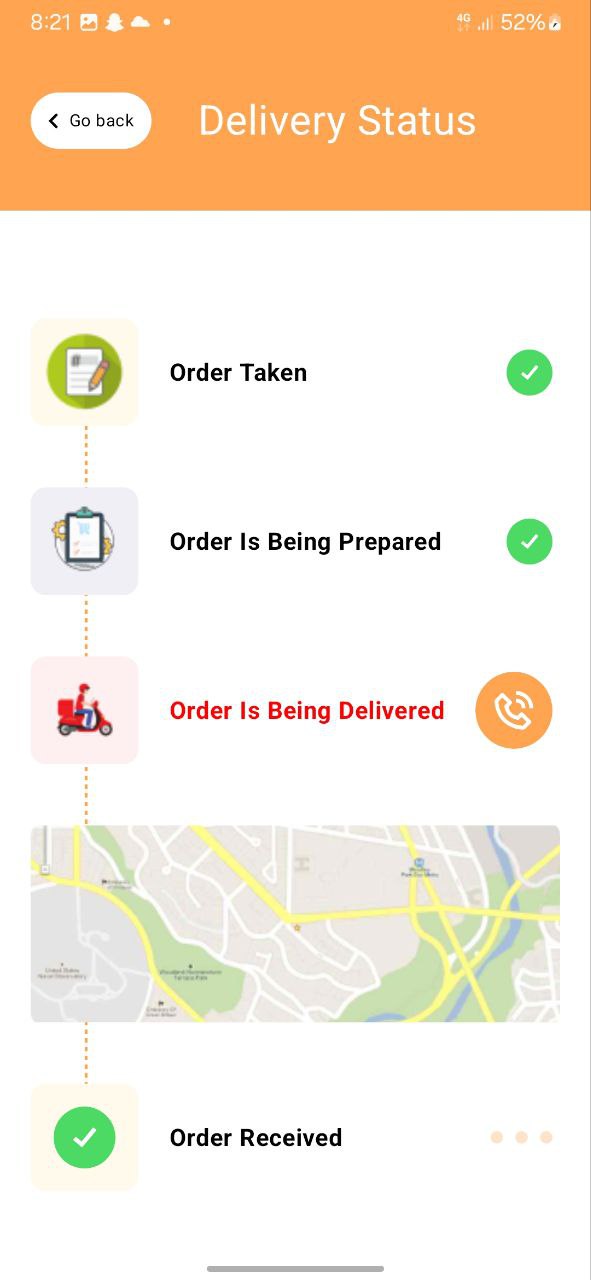 8:21
4G
52%
Go back
Delivery Status
Order Taken
Order Is Being Prepared
Order Is Being Delivered
Order Received